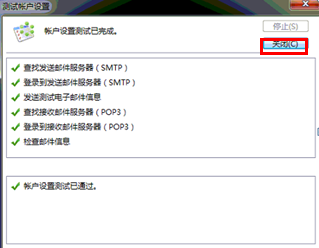 测试帐户设置
帐户设置测试已完成。
停止(S)
关闭(C)
查找发送邮件服务器 (SMTP)
登录到发送邮件服务器 (SMTP)
发送测试电子邮件信息
查找接收邮件服务器 (POP3)
登录到接收邮件服务器 (POP3)
检查邮件信息
帐户设置测试已通过。